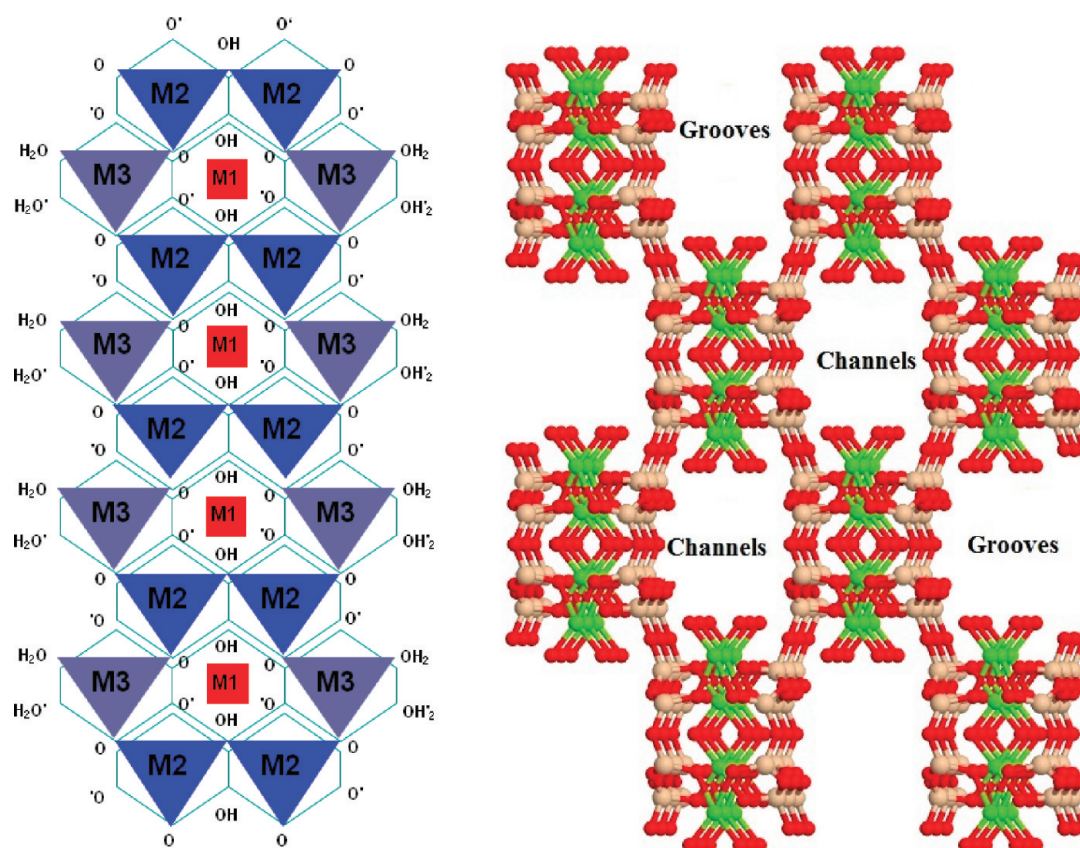 O' O'
OH
O O
M2 M2
O' O'
OH
H₂O O O OH₂
M3 M1 M3
H₂O' O' O' OH'₂
OH
O O
M2 M2
O' O'
OH
H₂O O O OH₂
M3 M1 M3
H₂O' O' O' OH'₂
OH
O O
M2 M2
O' O'
OH
H₂O O O OH₂
M3 M1 M3
H₂O' O' O' OH'₂
OH
O O
M2 M2
O' O'
OH
H₂O O O OH₂
M3 M1 M3
H₂O' O' O' OH'₂
OH
O O
M2 M2
O' O'
OH
O O
Grooves
Channels
Channels
Grooves